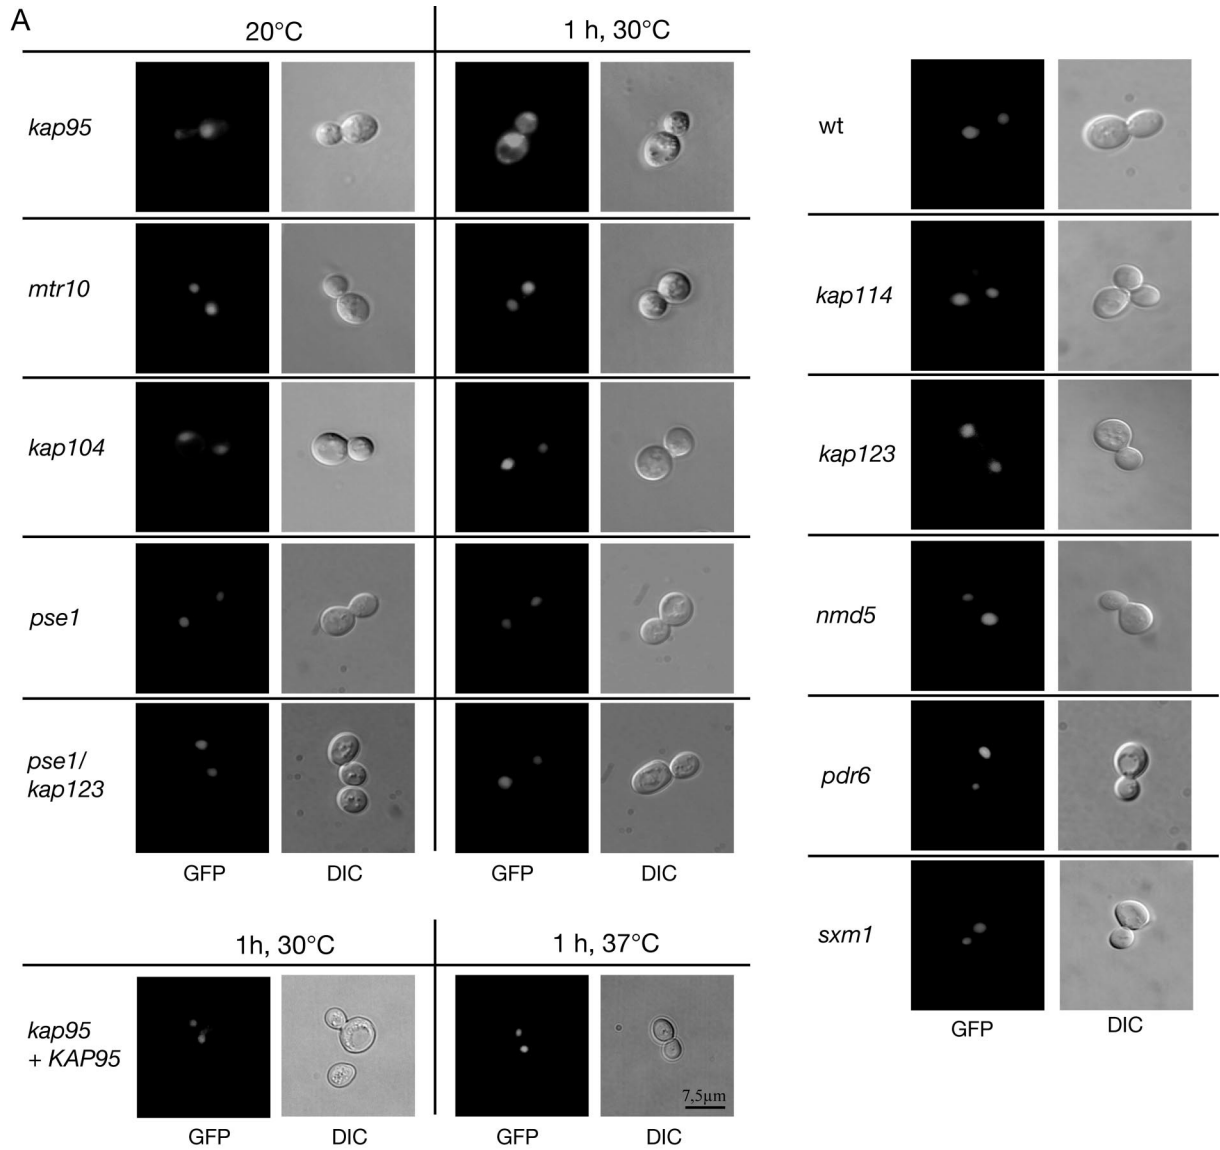 A
20°C
1 h, 30°C
kap95
mtr10
kap104
pse1
pse1/
kap123
GFP
DIC
GFP
DIC
1h, 30°C
1 h, 37°C
kap95
+ KAP95
7,5µm
GFP
DIC
GFP
DIC
wt
kap114
kap123
nmd5
pdr6
sxm1
GFP
DIC